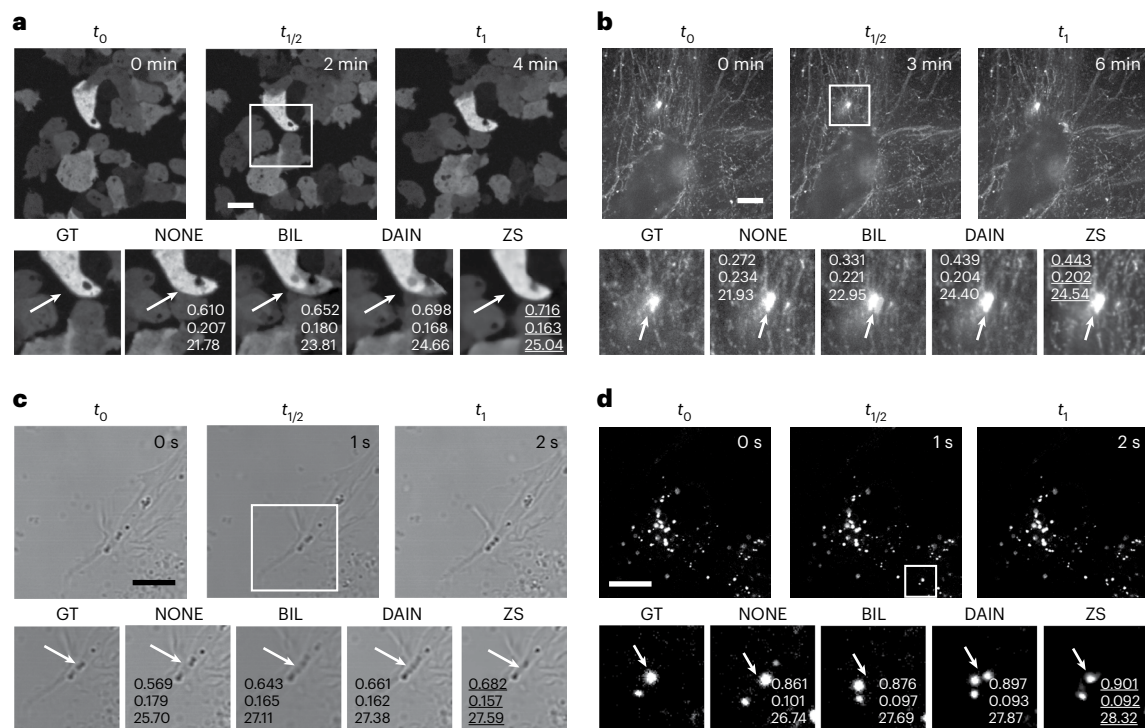 a
t0 t1/2 t1
0 min 2 min 4 min
GT NONE BIL DAIN ZS
0.610 0.652 0.698 0.716
0.207 0.180 0.168 0.163
21.78 23.81 24.66 25.04
b
t0 t1/2 t1
0 min 3 min 6 min
GT NONE BIL DAIN ZS
0.272 0.331 0.439 0.443
0.234 0.221 0.204 0.202
21.93 22.95 24.40 24.54
c
t0 t1/2 t1
0 s 1 s 2 s
GT NONE BIL DAIN ZS
0.569 0.643 0.661 0.682
0.179 0.165 0.162 0.157
25.70 27.11 27.38 27.59
d
t0 t1/2 t1
0 s 1 s 2 s
GT NONE BIL DAIN ZS
0.861 0.876 0.897 0.901
0.101 0.097 0.093 0.092
26.74 27.69 27.87 28.32